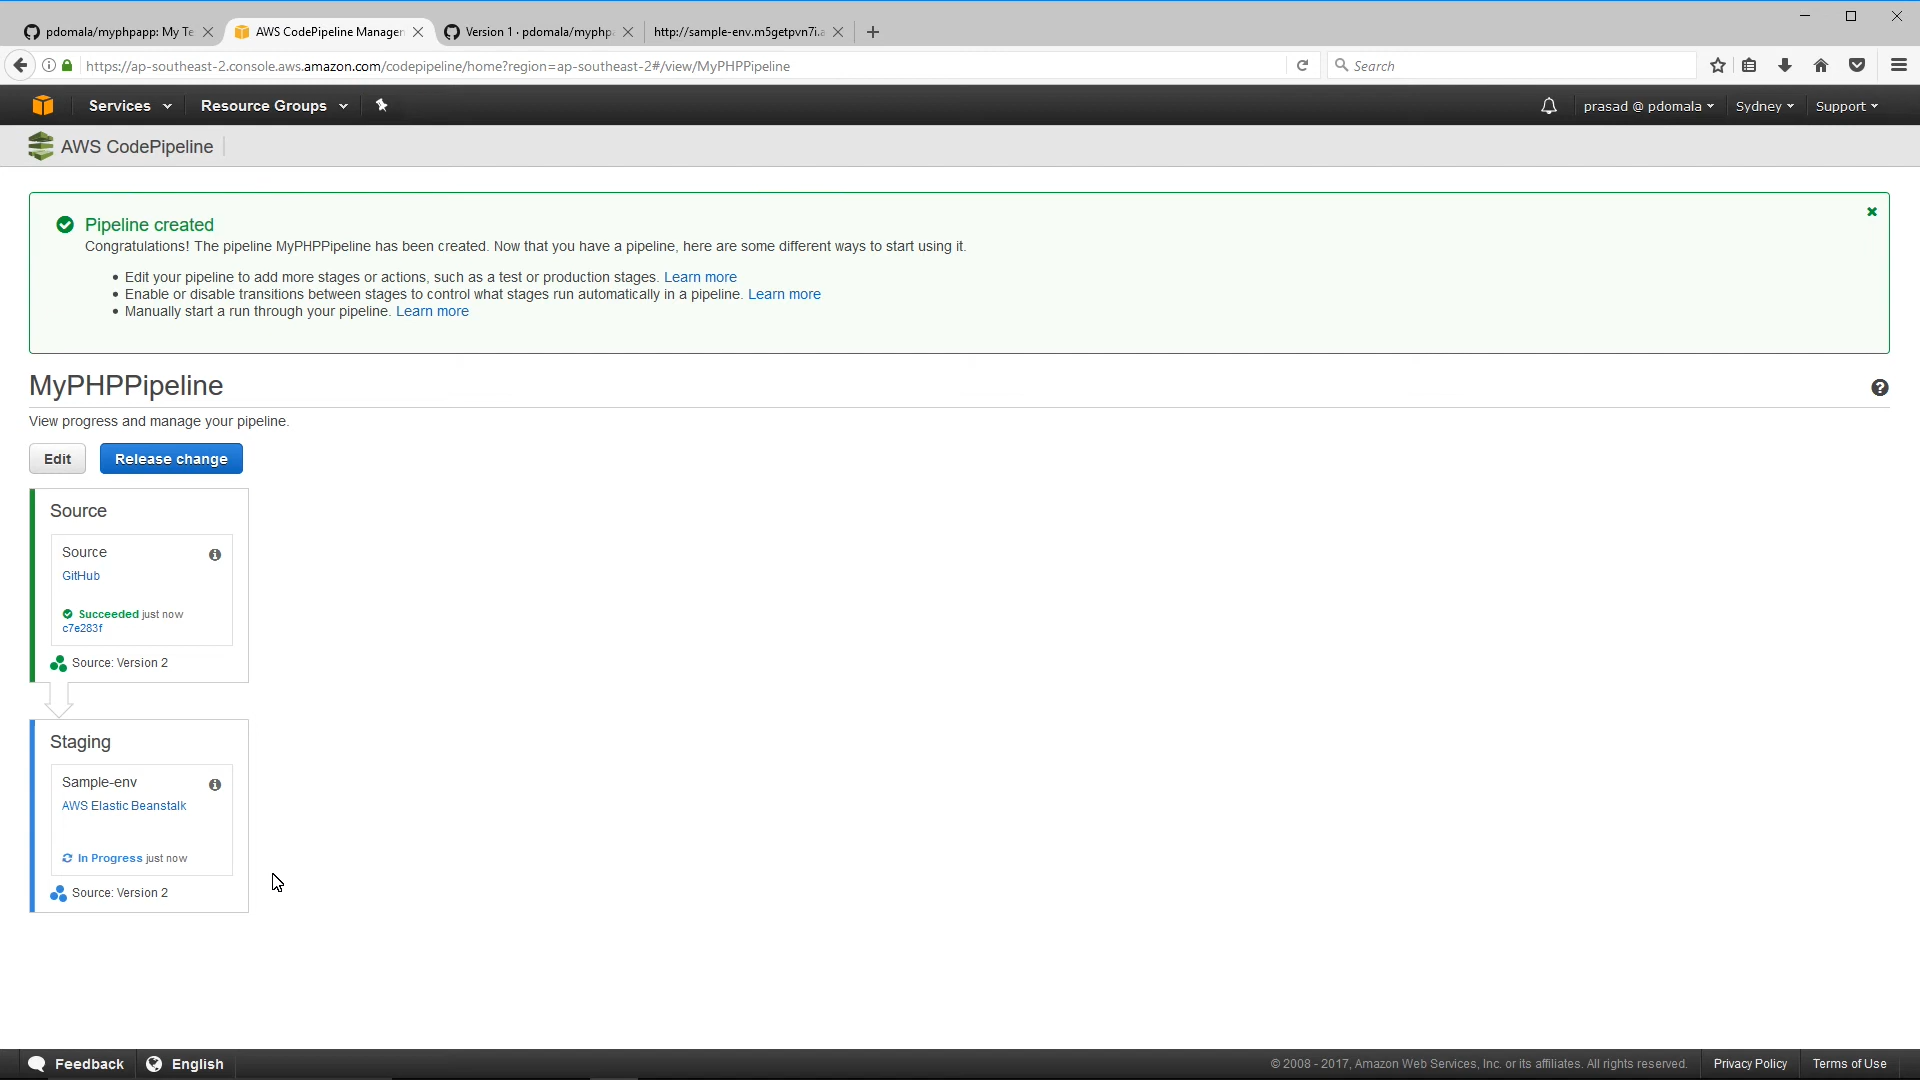 pdomala/myphpapp: My Te
AWS CodePipeline Manager
Version 1 · pdomala/myphp
http://sample-env.m5getpvn7i.a
https://ap-southeast-2.console.aws.amazon.com/codepipeline/home?region=ap-southeast-2#/view/MyPHPPipeline
Search
Services
Resource Groups
prasad @ pdomala
Sydney
Support
AWS CodePipeline
Pipeline created
Congratulations! The pipeline MyPHPPipeline has been created. Now that you have a pipeline, here are some different ways to start using it.
• Edit your pipeline to add more stages or actions, such as a test or production stages. Learn more
• Enable or disable transitions between stages to control what stages run automatically in a pipeline. Learn more
• Manually start a run through your pipeline. Learn more
MyPHPPipeline
View progress and manage your pipeline.
Edit
Release change
Source
Source
GitHub
Succeeded just now
c7e283f
Source: Version 2
Staging
Sample-env
AWS Elastic Beanstalk
In Progress just now
Source: Version 2
Feedback
English
© 2008 - 2017, Amazon Web Services, Inc. or its affiliates. All rights reserved.
Privacy Policy
Terms of Use